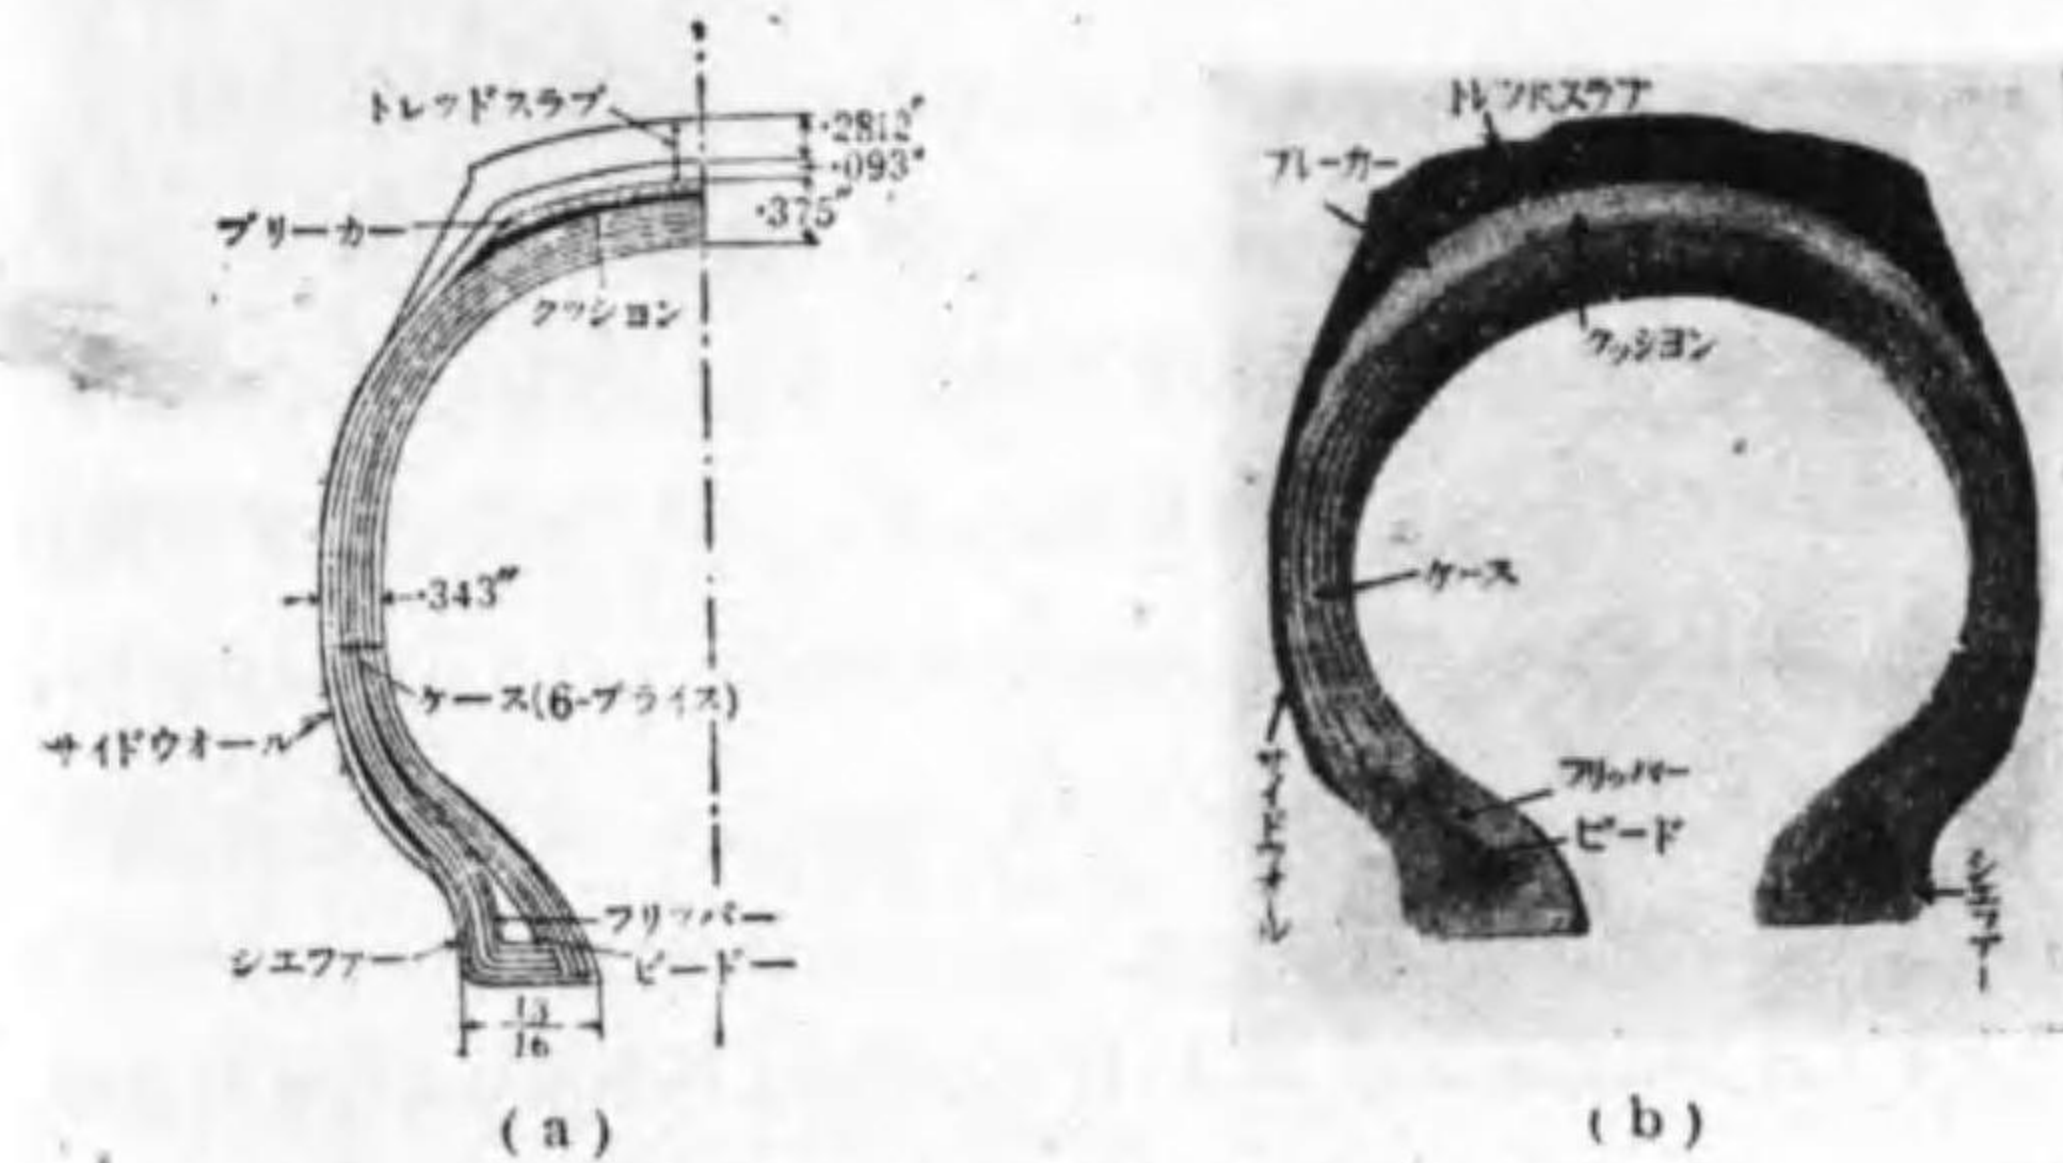 トレッドスラブ
·2812"
·093"
·375"
ブリーカー
クッション
·343"
ケース(6-プライス)
サイドウオール
フリッパー
シエファー
ビードー
16
(a)
トレッドスラブ
ブレーカー
クッシヨン
ケース
フリッパー
ビード
サイドウオール
シエファー
(b)